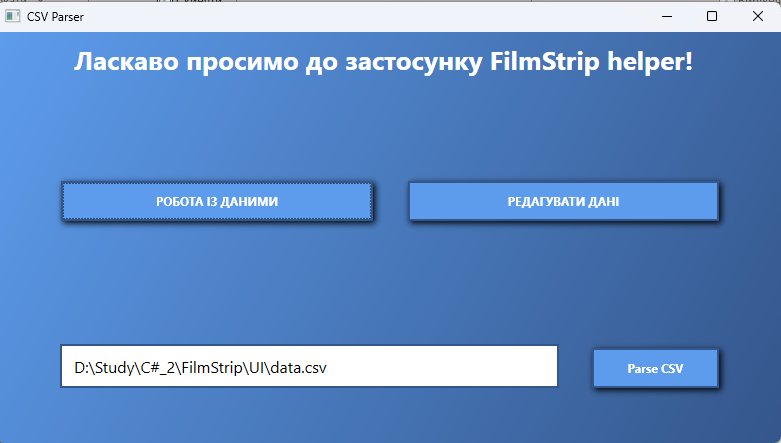 CSV Parser
Ласкаво просимо до застосунку FilmStrip helper!
РОБОТА ІЗ ДАНИМИ
РЕДАГУВАТИ ДАНІ
D:\Study\C#_2\FilmStrip\UI\data.csv
Parse CSV